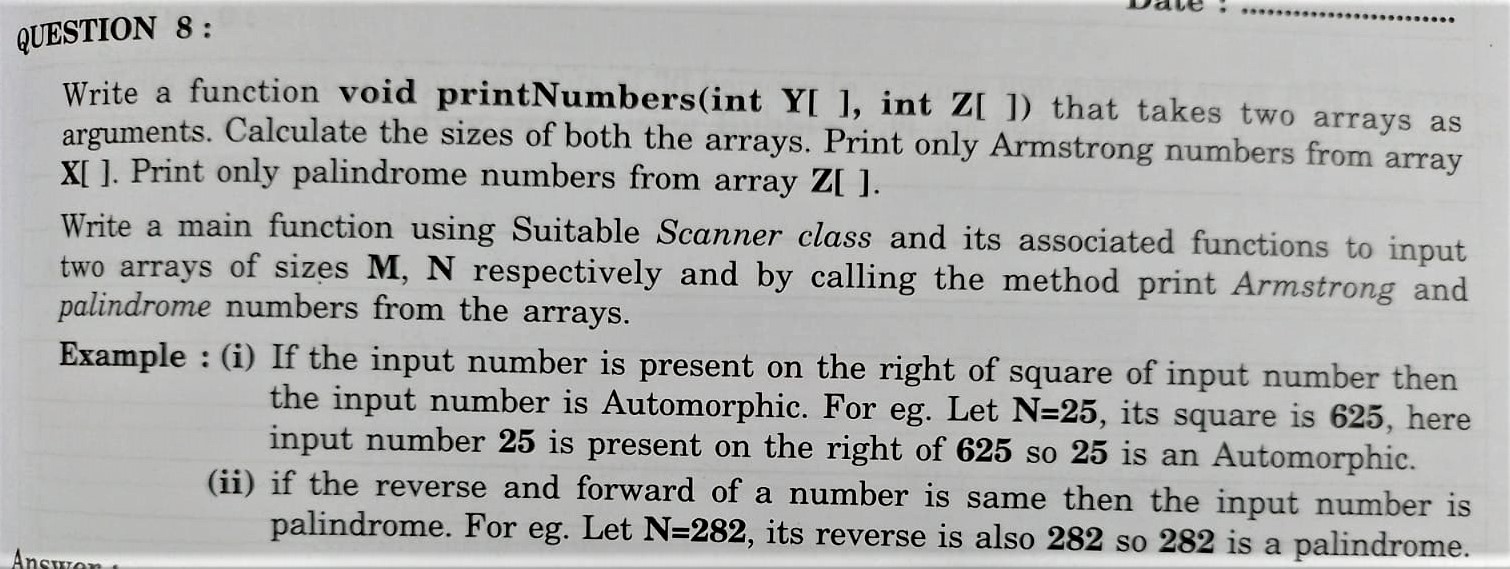 Date : ............................
QUESTION 8 :
Write a function void printNumbers(int Y[ ], int Z[ ]) that takes two arrays as
arguments. Calculate the sizes of both the arrays. Print only Armstrong numbers from array
X[ ]. Print only palindrome numbers from array Z[ ].
Write a main function using Suitable Scanner class and its associated functions to input
two arrays of sizes M, N respectively and by calling the method print Armstrong and
palindrome numbers from the arrays.
Example : (i) If the input number is present on the right of square of input number then
the input number is Automorphic. For eg. Let N=25, its square is 625, here
input number 25 is present on the right of 625 so 25 is an Automorphic.
(ii) if the reverse and forward of a number is same then the input number is
palindrome. For eg. Let N=282, its reverse is also 282 so 282 is a palindrome.
Answer :